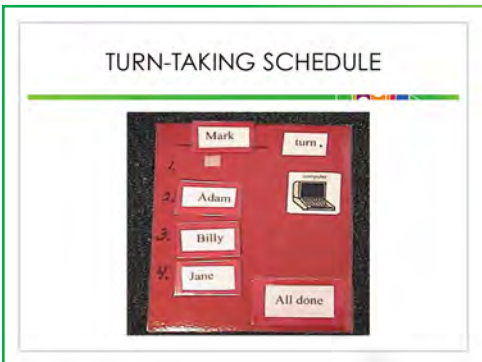 TURN-TAKING SCHEDULE
Mark turn.
1.
computer
2. Adam
3. Billy
4. Jane
All done